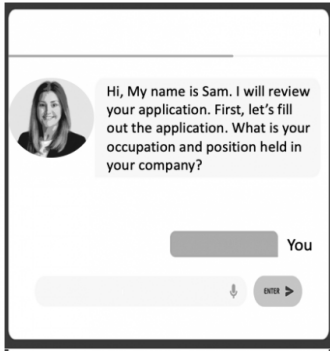 Hi, My name is Sam. I will review
your application. First, let's fill
out the application. What is your
occupation and position held in
your company?
You
ENTER